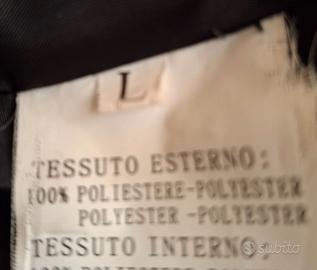 L
TESSUTO ESTERNO:
100% POLIESTERE-POLYESTER
POLYESTER -POLYESTER
TESSUTO INTERNO
subito